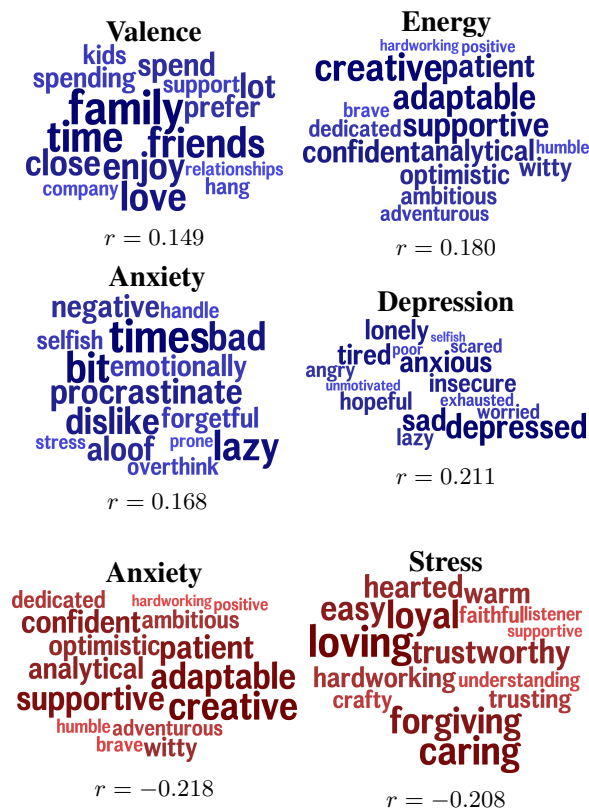 Valence
kids
spending spend
support lot
family prefer
time friends
close enjoy relationships
company love hang
r = 0.149
Energy
hardworking positive
creative patient
adaptable
brave
dedicated supportive
confident analytical humble
optimistic witty
ambitious
adventurous
r = 0.180
Anxiety
negative handle
selfish times bad
bit emotionally
procrastinate
dislike forgetful
stress aloof prone lazy
overthink
r = 0.168
Depression
lonely selfish
tired poor scared
angry anxious
unmotivated insecure
hopeful exhausted
worried
sad depressed
lazy
r = 0.211
Anxiety
dedicated hardworking positive
confident ambitious
optimistic patient
analytical adaptable
supportive creative
humble adventurous
brave witty
r = −0.218
Stress
hearted warm
easy loyal faithful listener
supportive
loving trustworthy
hardworking understanding
crafty trusting
forgiving
caring
r = −0.208